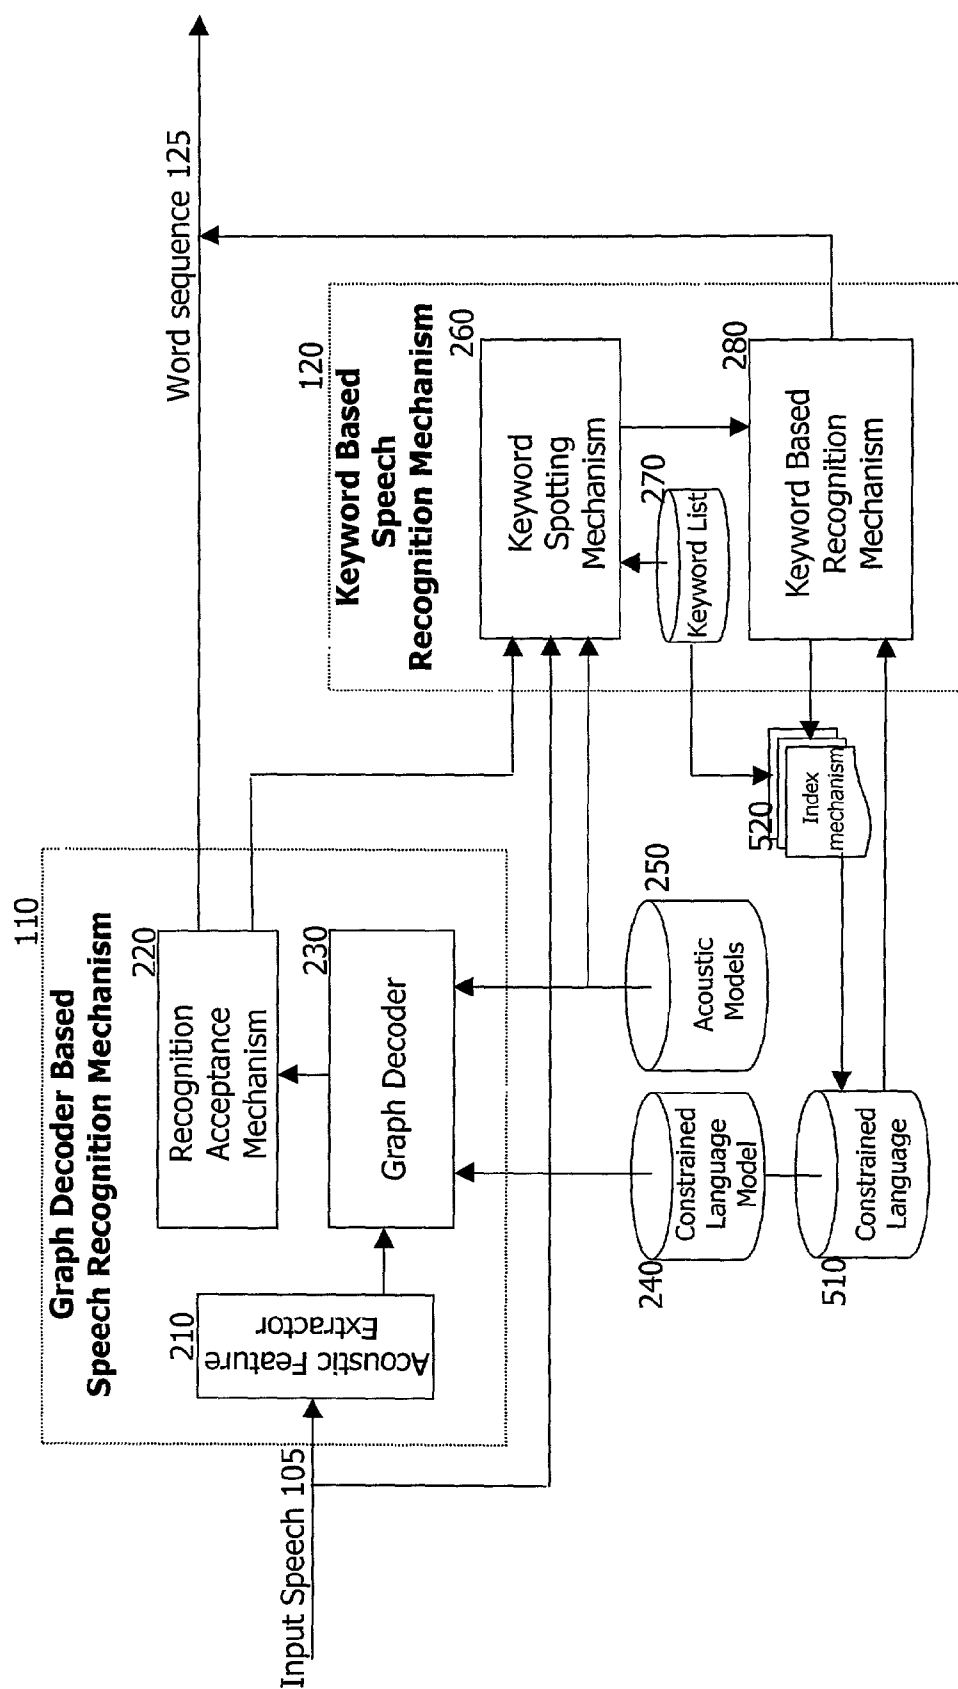 Word sequence 125
110
Graph Decoder Based
Speech Recognition Mechanism
220
Recognition
Acceptance
Mechanism
210
Acoustic Feature
Extractor
230
Graph Decoder
Input Speech 105
120
Keyword Based
Speech
Recognition Mechanism
260
Keyword
Spotting
Mechanism
270
Keyword List
280
Keyword Based
Recognition
Mechanism
240
Constrained
Language
Model
250
Acoustic
Models
520
Index
mechanism
510
Constrained
Language